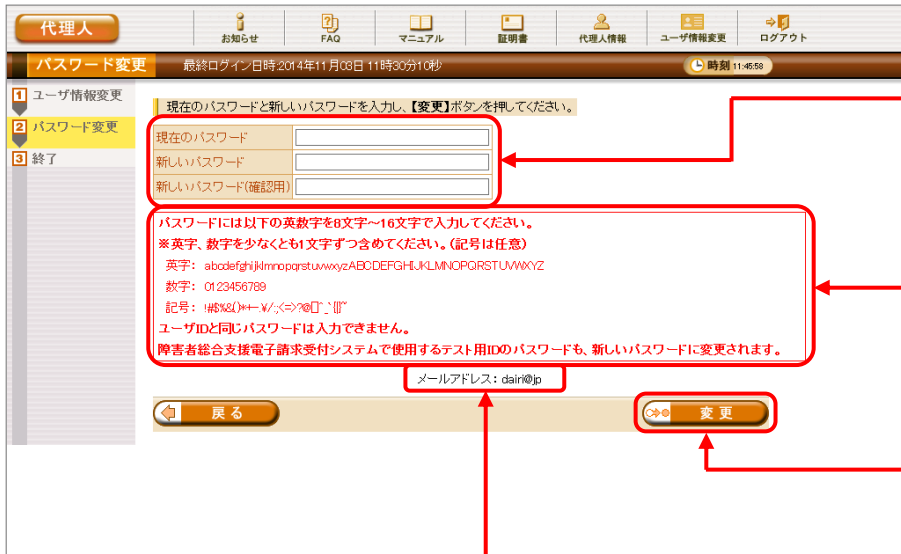 代理人
お知らせ
FAQ
マニュアル
証明書
代理人情報
ユーザ情報変更
ログアウト
パスワード変更
最終ログイン日時:2014年11月03日 11時30分10秒
時刻 11:45:58
1 ユーザ情報変更
2 パスワード変更
3 終了
現在のパスワードと新しいパスワードを入力し、【変更】ボタンを押してください。
現在のパスワード
新しいパスワード
新しいパスワード(確認用)
パスワードには以下の英数字を8文字～16文字で入力してください。
※英字、数字を少なくとも1文字ずつ含めてください。(記号は任意)
英字: abcdefghijklmnopqrstuvwxyzABCDEFGHIJKLMNOPQRSTUVWXYZ
数字: 0123456789
記号:
ユーザIDと同じパスワードは入力できません。
障害者総合支援電子請求受付システムで使用するテスト用IDのパスワードも、新しいパスワードに変更されます。
メールアドレス: dairi@jp
戻る
変更